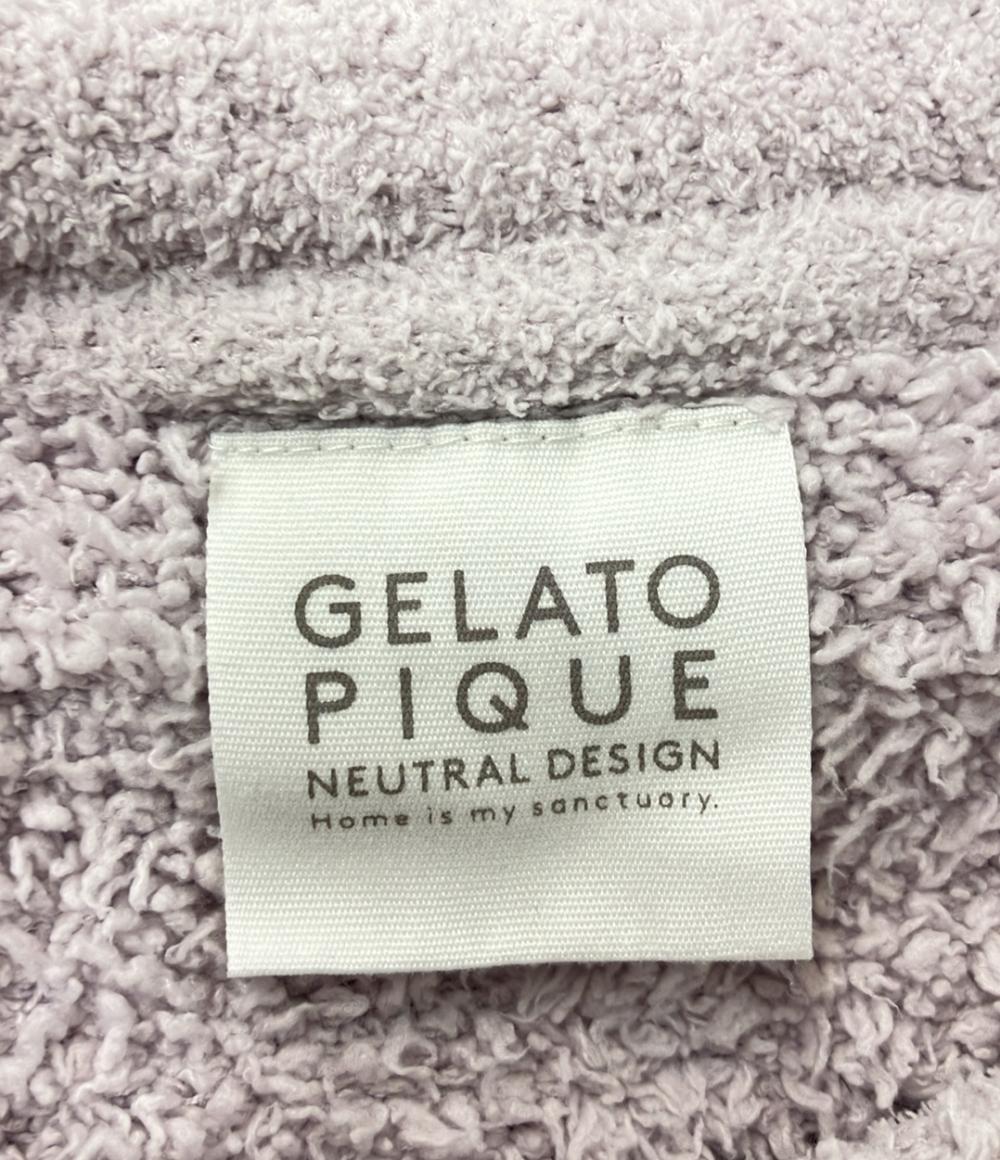 GELATO
PIQUE
NEUTRAL DESIGN
Home is my sanctuary.